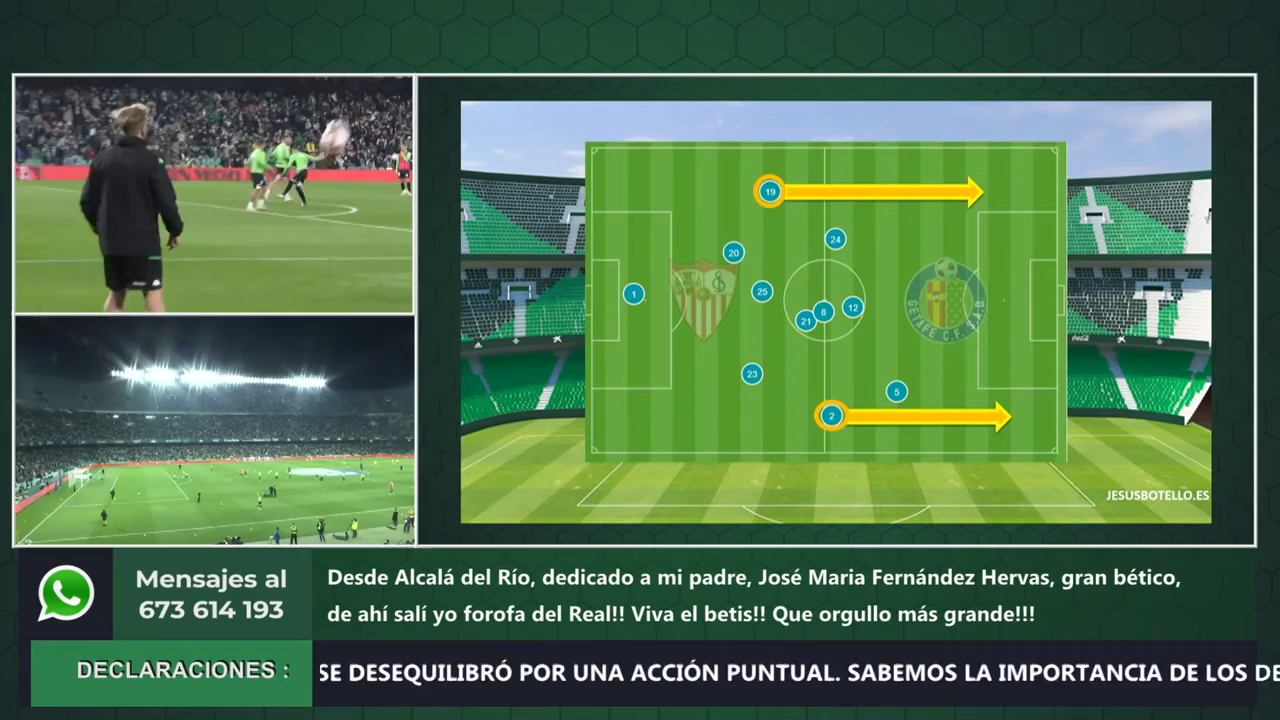 19
24
20
25
1
12
8
21
23
5
2
GETAFE C.F. S.A.D.
JESUSBOTELLO.ES
Mensajes al
673 614 193
Desde Alcalá del Río, dedicado a mi padre, José Maria Fernández Hervas, gran bético,
de ahí salí yo forofa del Real!! Viva el betis!! Que orgullo más grande!!!
DECLARACIONES :
SE DESEQUILIBRÓ POR UNA ACCIÓN PUNTUAL. SABEMOS LA IMPORTANCIA DE LOS DE